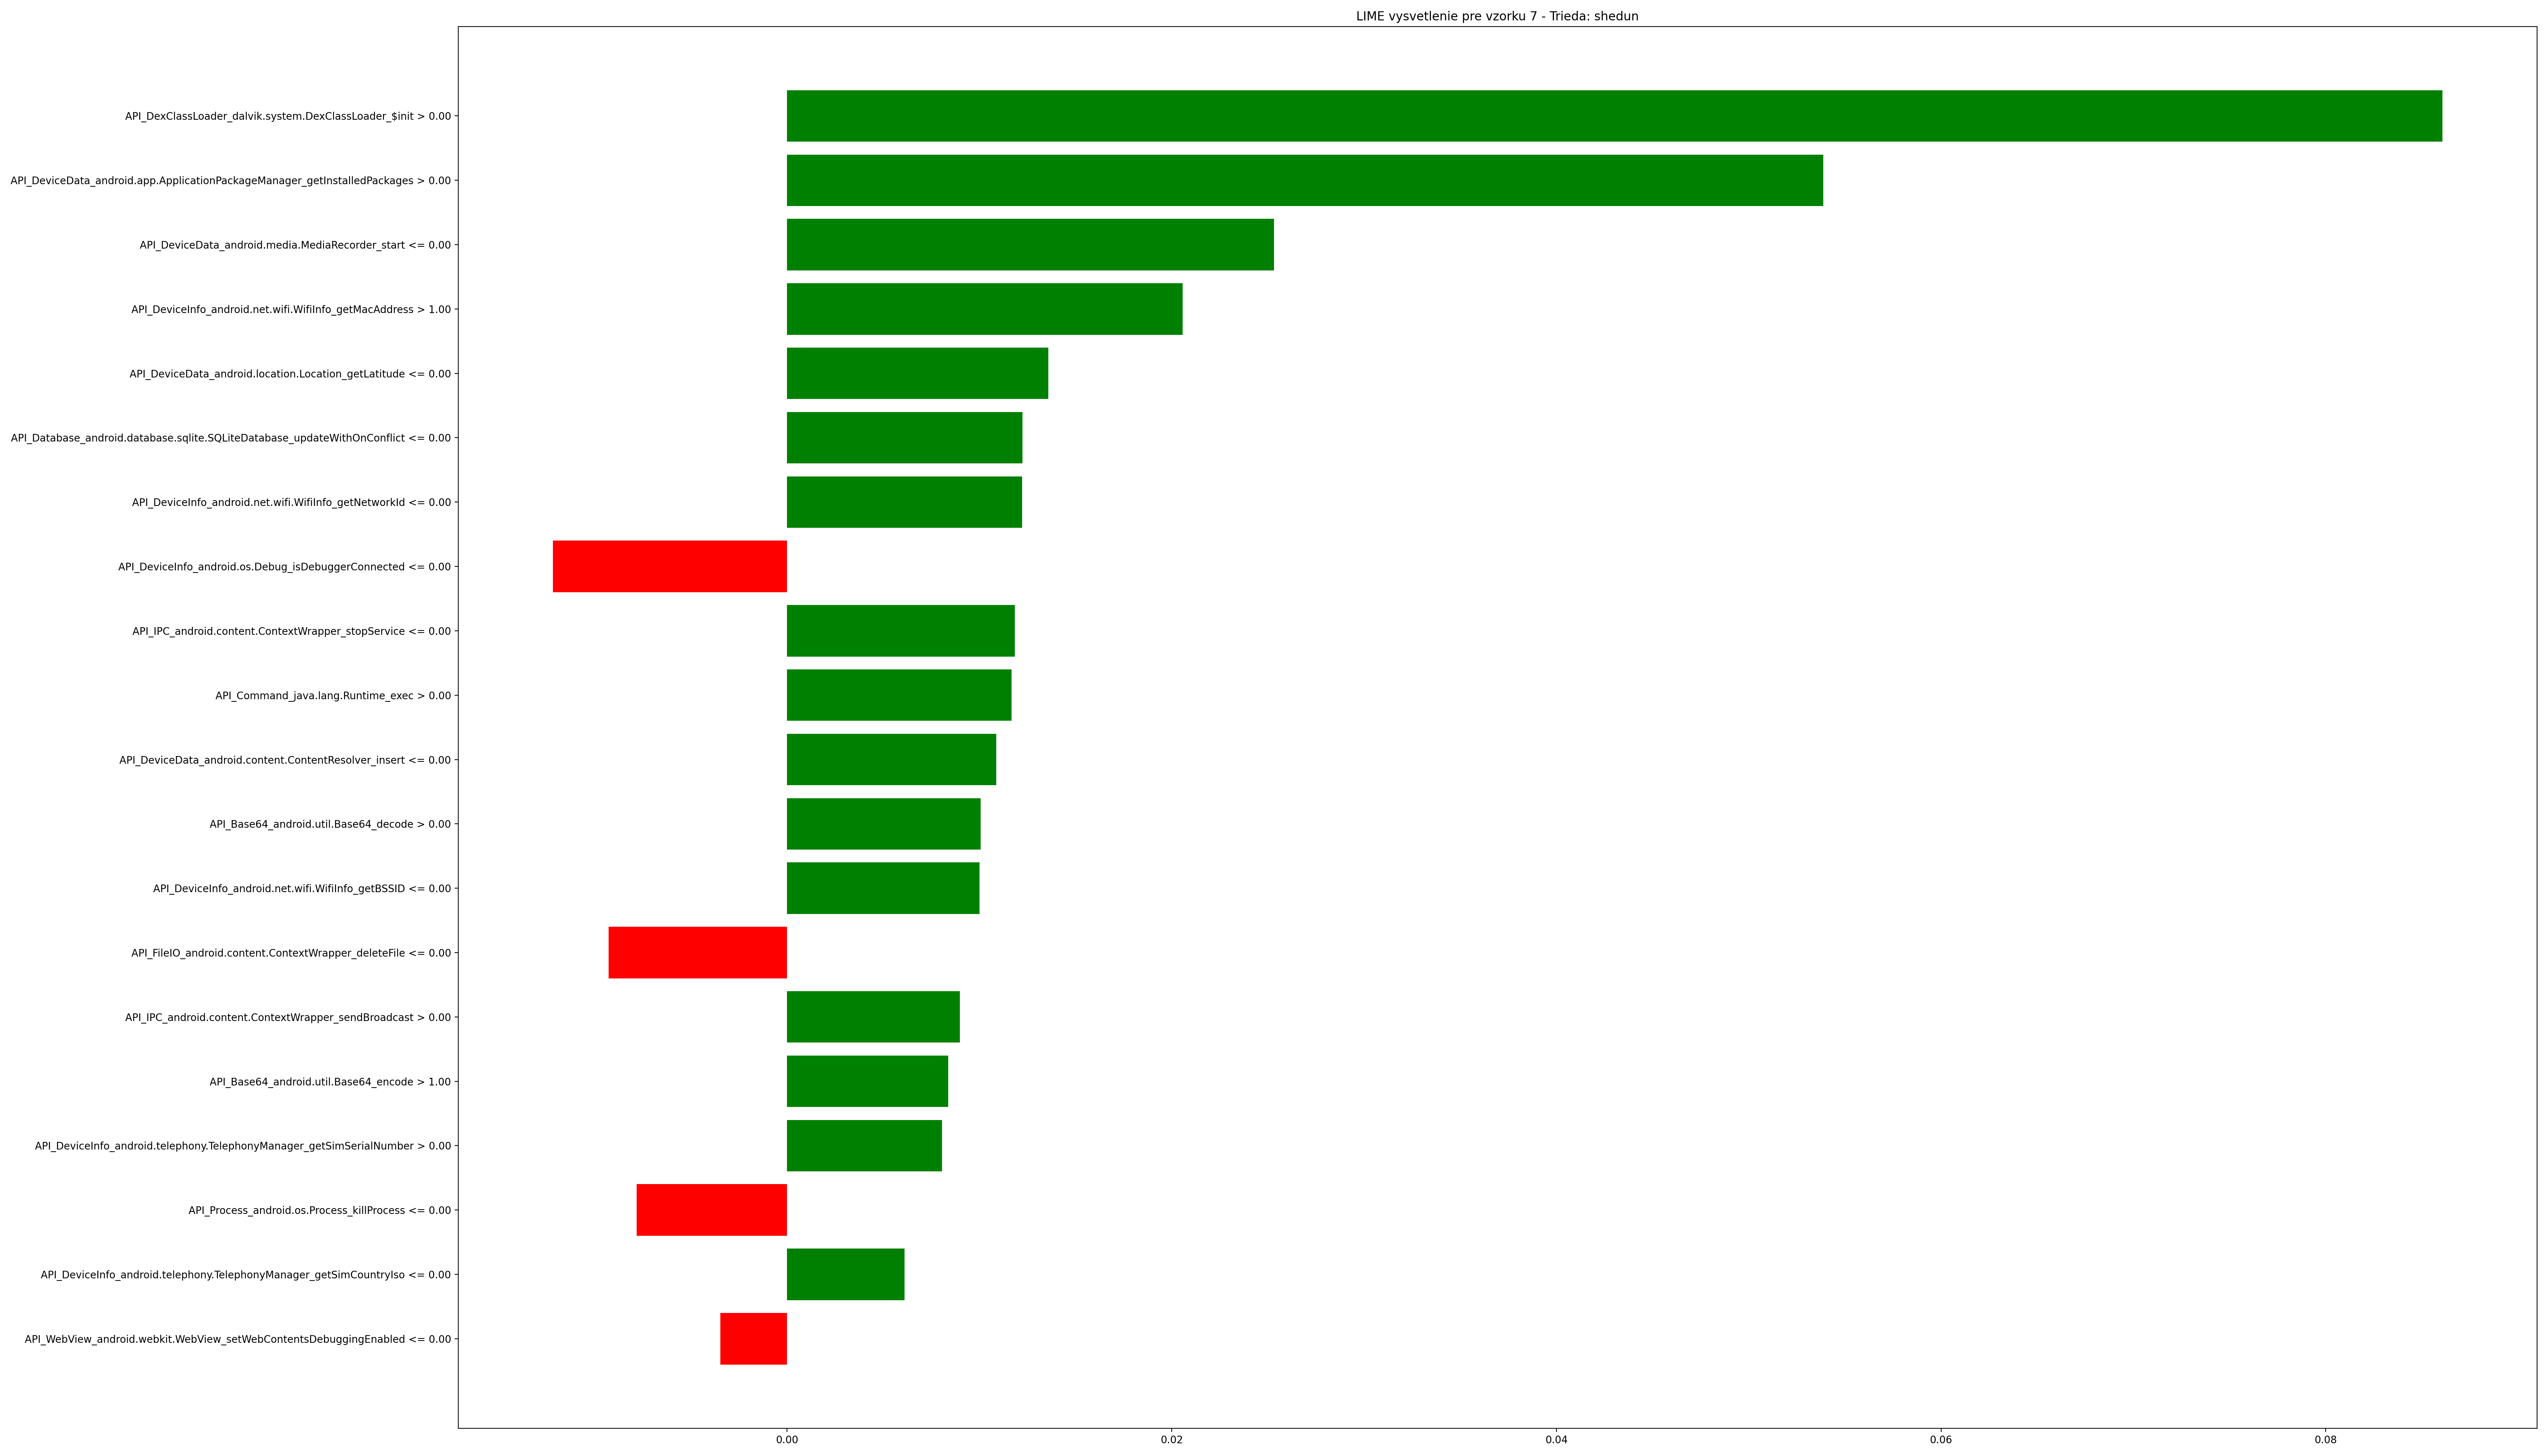 LIME vysvetlenie pre vzorku 7 - Trieda: shedun
API_DexClassLoader_dalvik.system.DexClassLoader_$init > 0.00
API_DeviceData_android.app.ApplicationPackageManager_getInstalledPackages > 0.00
API_DeviceData_android.media.MediaRecorder_start <= 0.00
API_DeviceInfo_android.net.wifi.WifiInfo_getMacAddress > 1.00
API_DeviceData_android.location.Location_getLatitude <= 0.00
API_Database_android.database.sqlite.SQLiteDatabase_updateWithOnConflict <= 0.00
API_DeviceInfo_android.net.wifi.WifiInfo_getNetworkId <= 0.00
API_DeviceInfo_android.os.Debug_isDebuggerConnected <= 0.00
API_IPC_android.content.ContextWrapper_stopService <= 0.00
API_Command_java.lang.Runtime_exec > 0.00
API_DeviceData_android.content.ContentResolver_insert <= 0.00
API_Base64_android.util.Base64_decode > 0.00
API_DeviceInfo_android.net.wifi.WifiInfo_getBSSID <= 0.00
API_FileIO_android.content.ContextWrapper_deleteFile <= 0.00
API_IPC_android.content.ContextWrapper_sendBroadcast > 0.00
API_Base64_android.util.Base64_encode > 1.00
API_DeviceInfo_android.telephony.TelephonyManager_getSimSerialNumber > 0.00
API_Process_android.os.Process_killProcess <= 0.00
API_DeviceInfo_android.telephony.TelephonyManager_getSimCountryIso <= 0.00
API_WebView_android.webkit.WebView_setWebContentsDebuggingEnabled <= 0.00
0.00 0.02 0.04 0.06 0.08